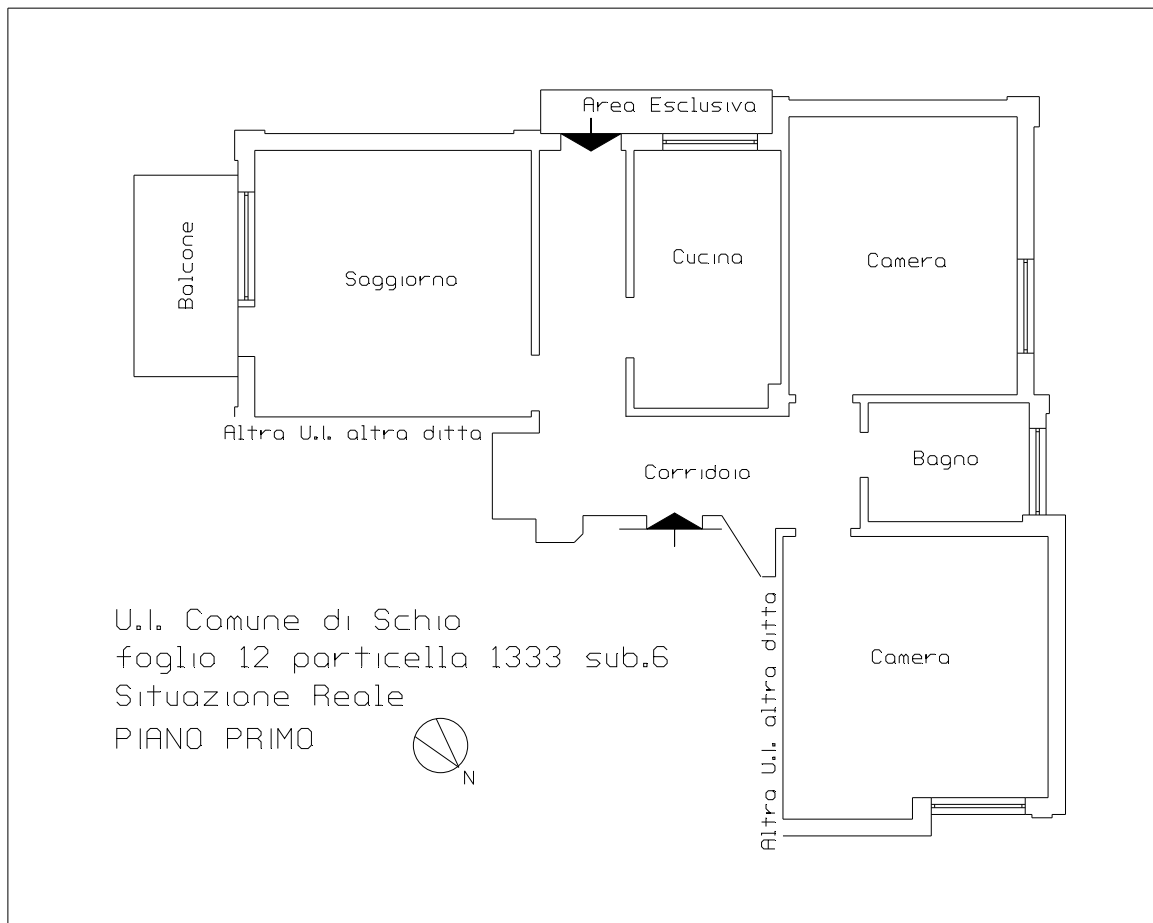 Area Esclusiva
Balcone
Soggiorno
Cucina
Camera
Altra U.I. altra ditta
Corridoio
Bagno
Altra U.I. altra ditta
Camera
U.I. Comune di Schio
foglio 12 particella 1333 sub.6
Situazione Reale
PIANO PRIMO
N